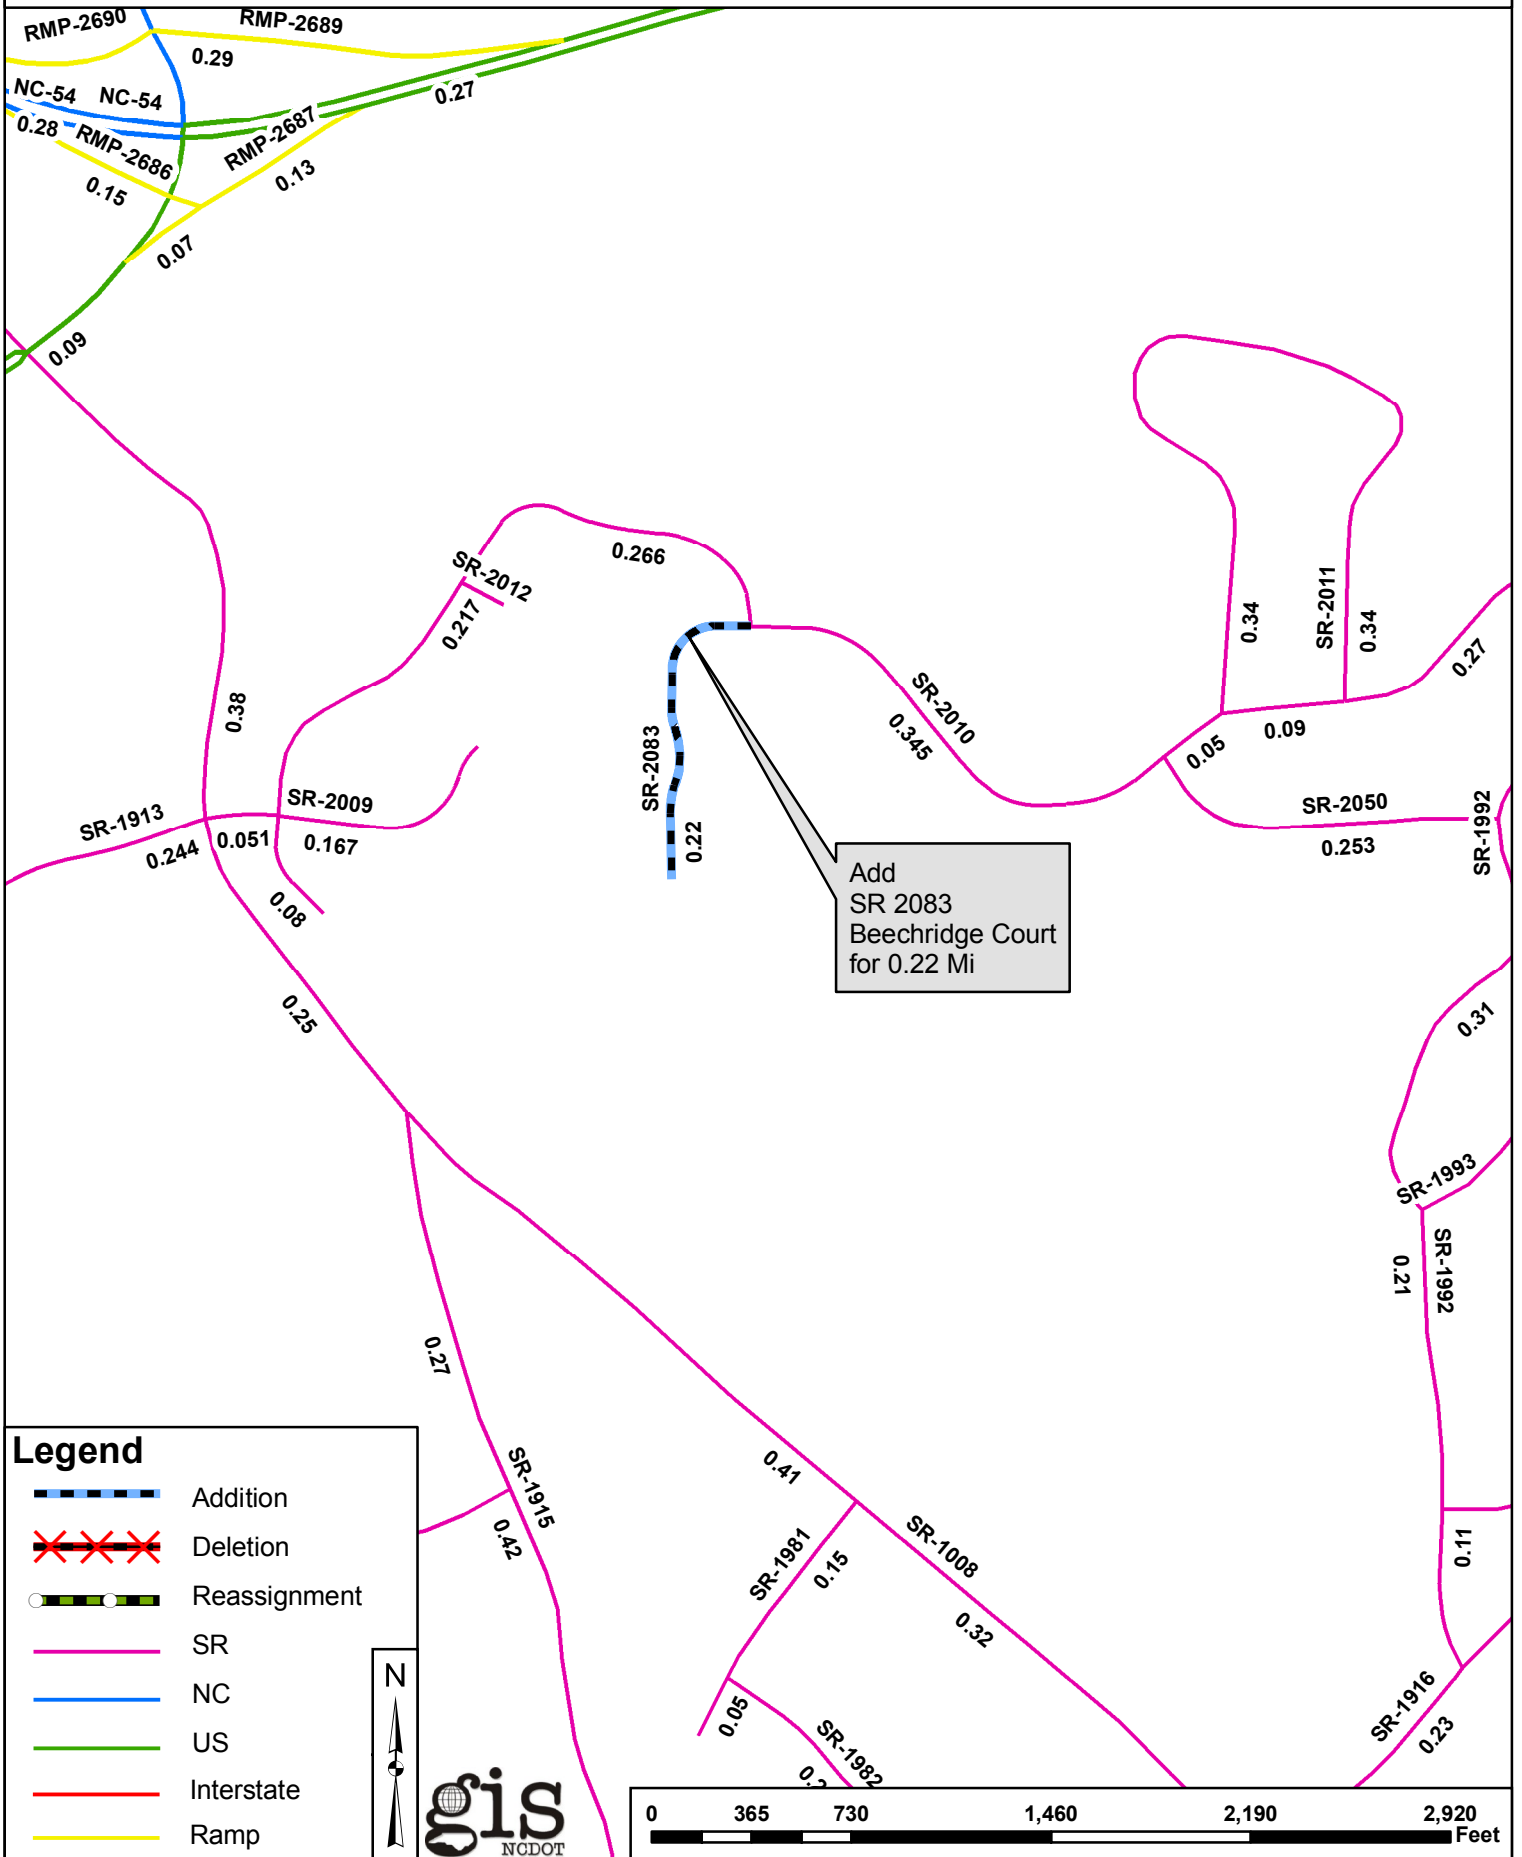 RMP-2690
RMP-2689
0.29
NC-54
NC-54
0.27
0.28
RMP-2686
RMP-2687
0.15
0.13
0.07
0.09
0.266
SR-2012
0.217
SR-2011
0.34
0.34
0.27
0.38
SR-2010
0.345
SR-2083
0.22
0.05
0.09
SR-1913
0.244
0.051
SR-2009
0.167
0.08
SR-2050
0.253
SR-1992
Add
SR 2083
Beechridge Court
for 0.22 Mi
0.25
0.31
SR-1993
0.21
SR-1992
0.27
0.41
SR-1915
0.42
SR-1981
0.15
SR-1008
0.32
0.11
0.05
SR-1982
SR-1916
0.23
Legend
Addition
Deletion
Reassignment
SR
NC
US
Interstate
Ramp
N
gis
NCDOT
0 365 730 1,460 2,190 2,920
Feet